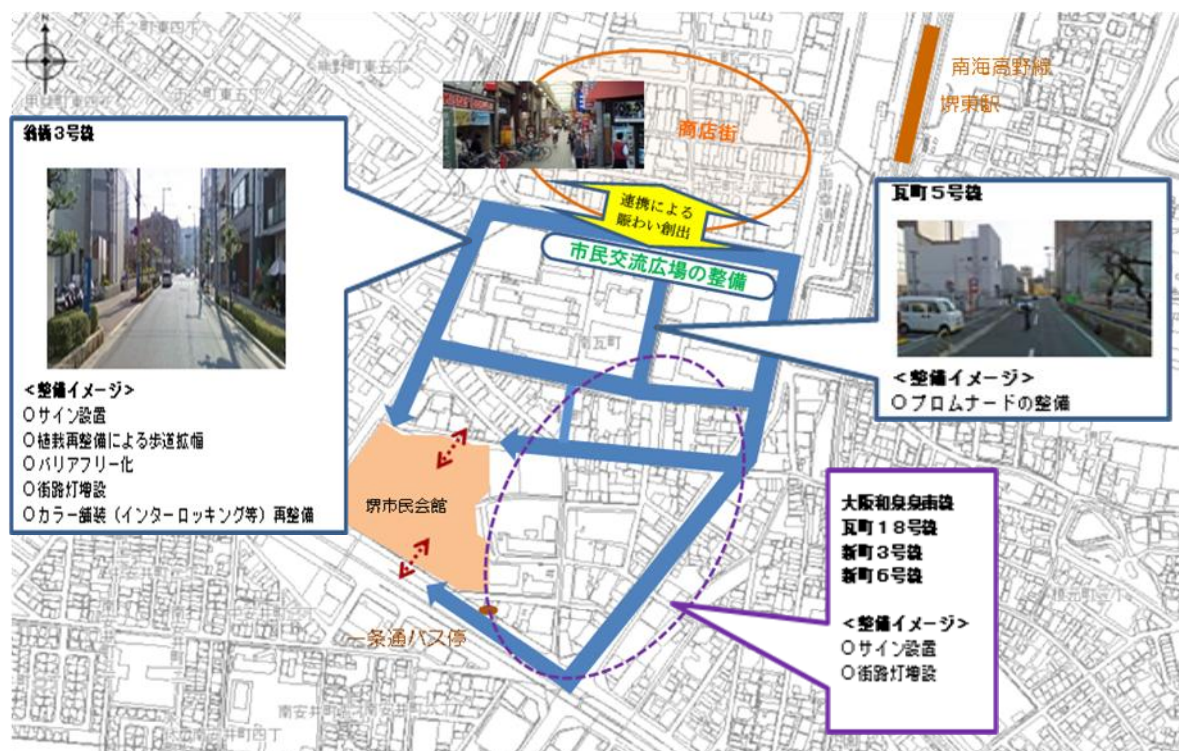 翁橋３号線
<整備イメージ>
○サイン設置
○植栽再整備による歩道拡幅
○バリアフリー化
○街路灯増設
○カラー舗装（インターロッキング等）再整備
商店街
南海高野線
堺東駅
連携による
賑わい創出
市民交流広場の整備
瓦町５号線
<整備イメージ>
○プロムナードの整備
南瓦町
堺市民会館
一条通バス停
大阪和泉泉南線
瓦町１８号線
新町３号線
新町６号線
<整備イメージ>
○サイン設置
○街路灯増設